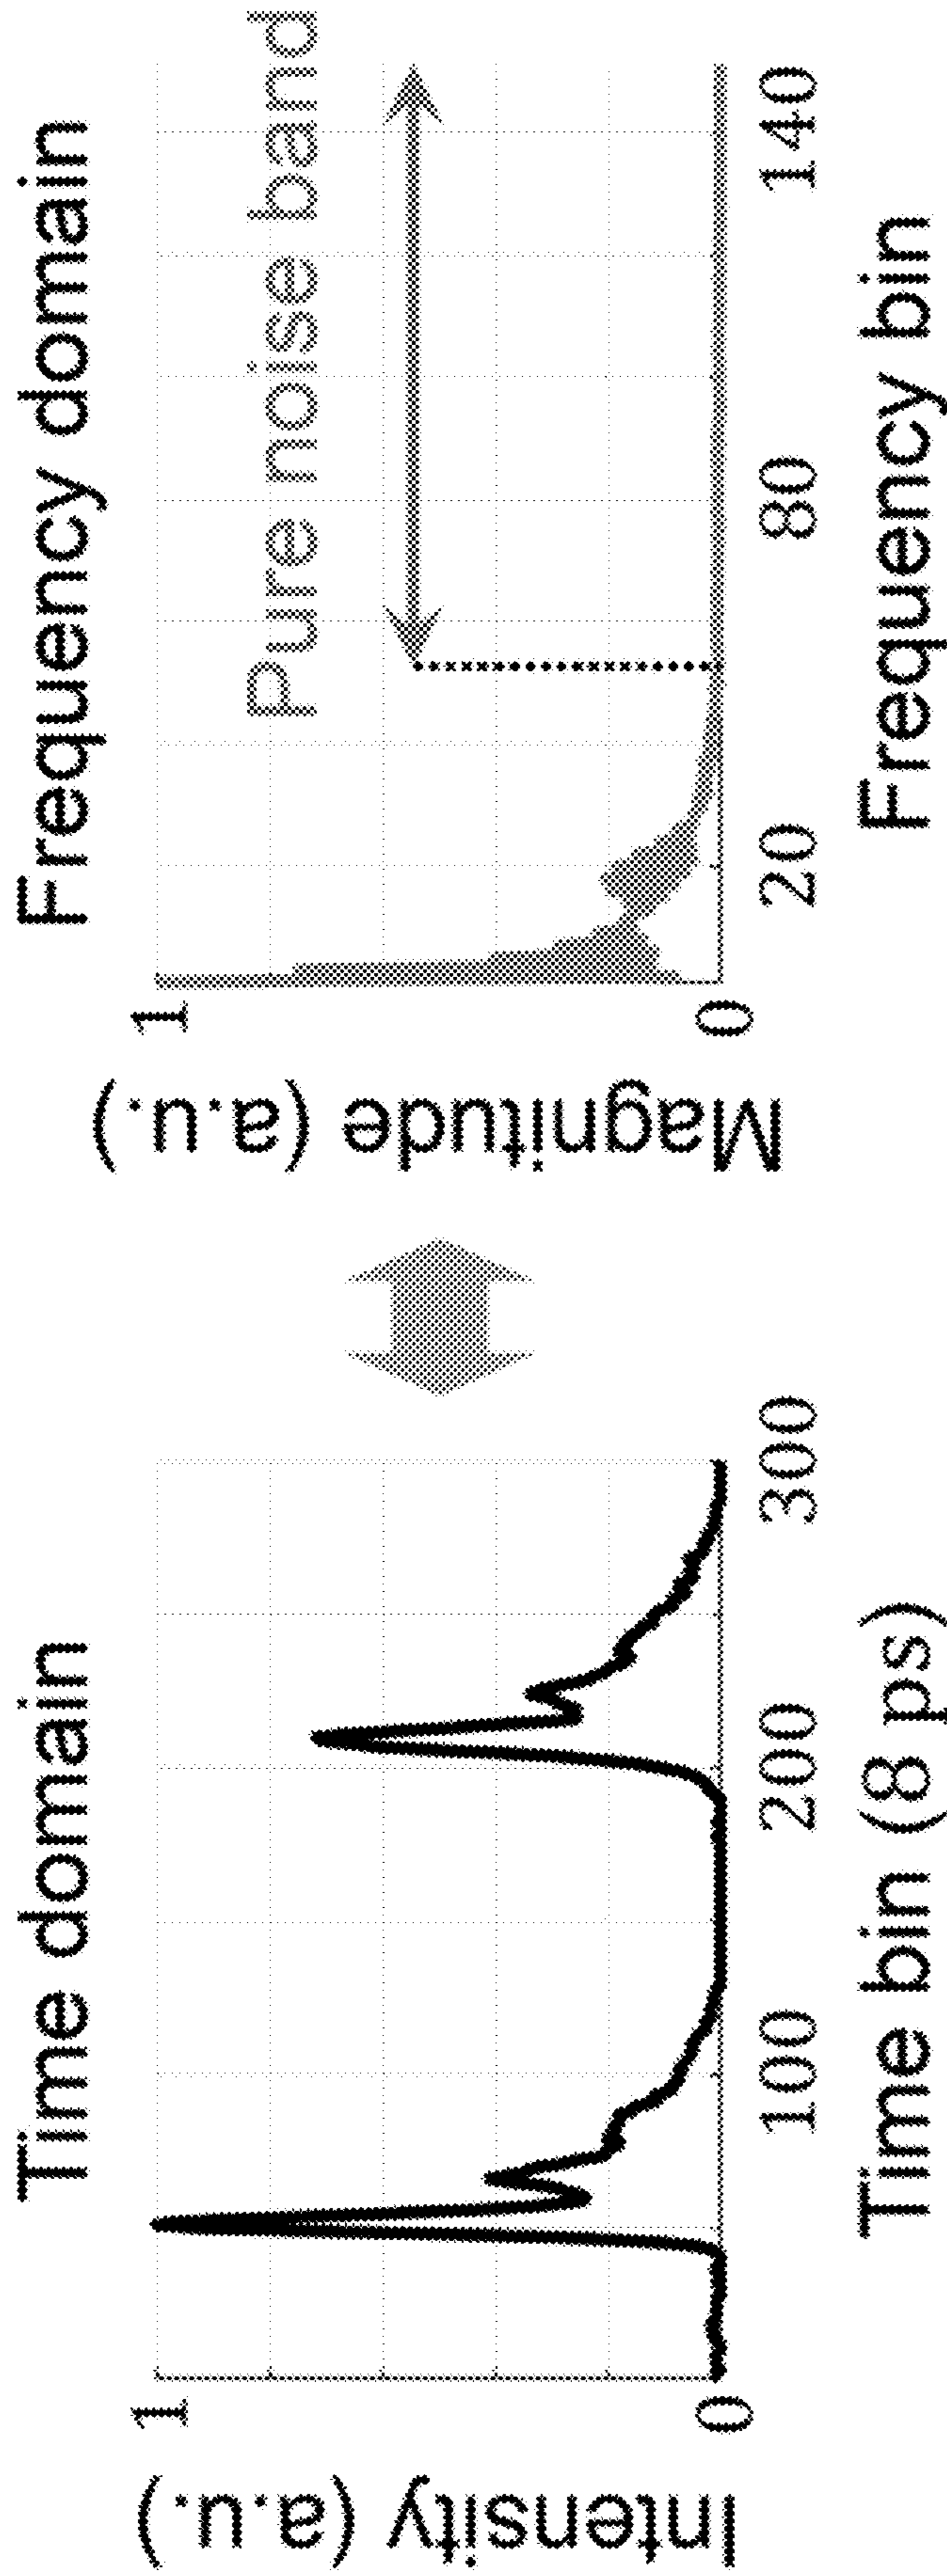 Time domain
Intensity (a.u.)
1
0
100
200
300
Time bin (8 ps)
Frequency domain
Magnitude (a.u.)
1
0
Pure noise band
20
80
140
Frequency bin